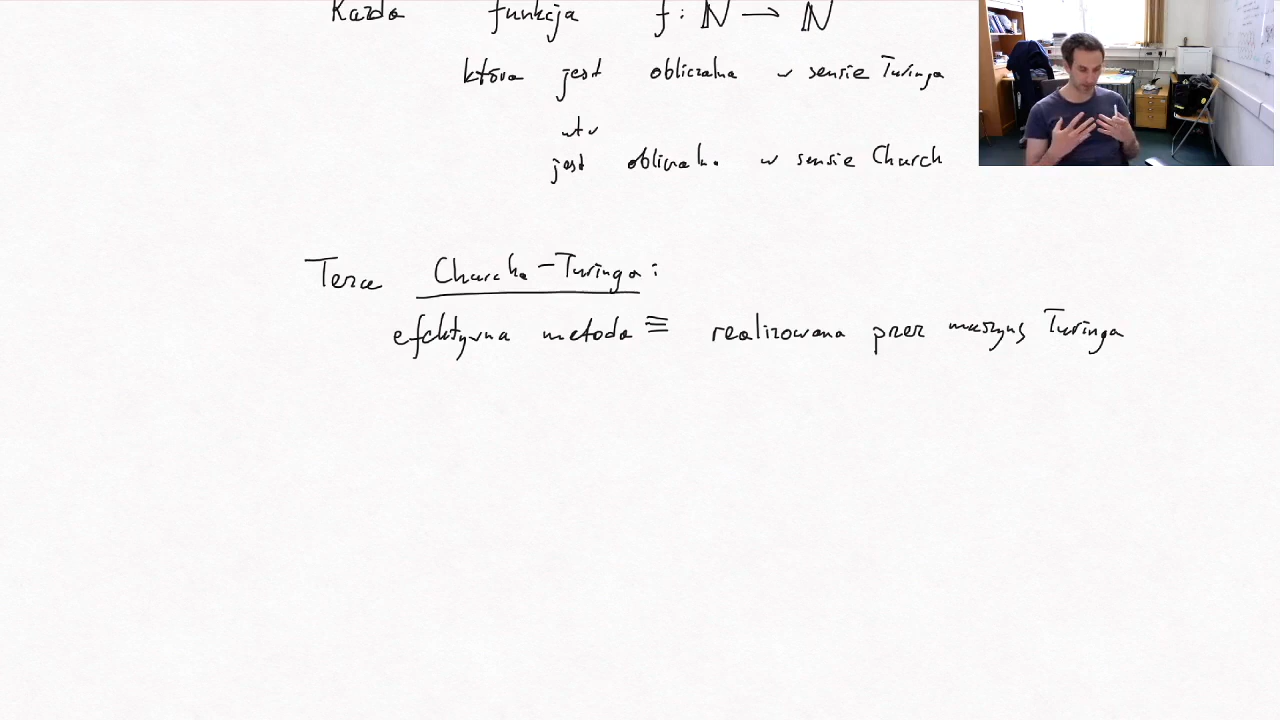 Każda funkcja f : ℕ → ℕ
która jest obliczalna w sensie Turinga
wtw
jest obliczalna w sensie Church
Teza Churcha-Turinga:
efektywna metoda ≡ realizowana przez maszynę Turinga